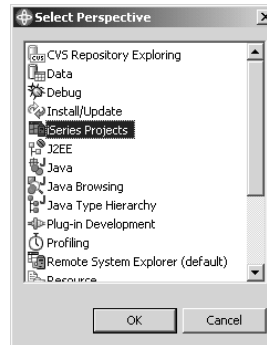 Select Perspective
CVS Repository Exploring
Data
Debug
Install/Update
iSeries Projects
J2EE
Java
Java Browsing
Java Type Hierarchy
Plug-in Development
Profiling
Remote System Explorer (default)
Resource
OK
Cancel